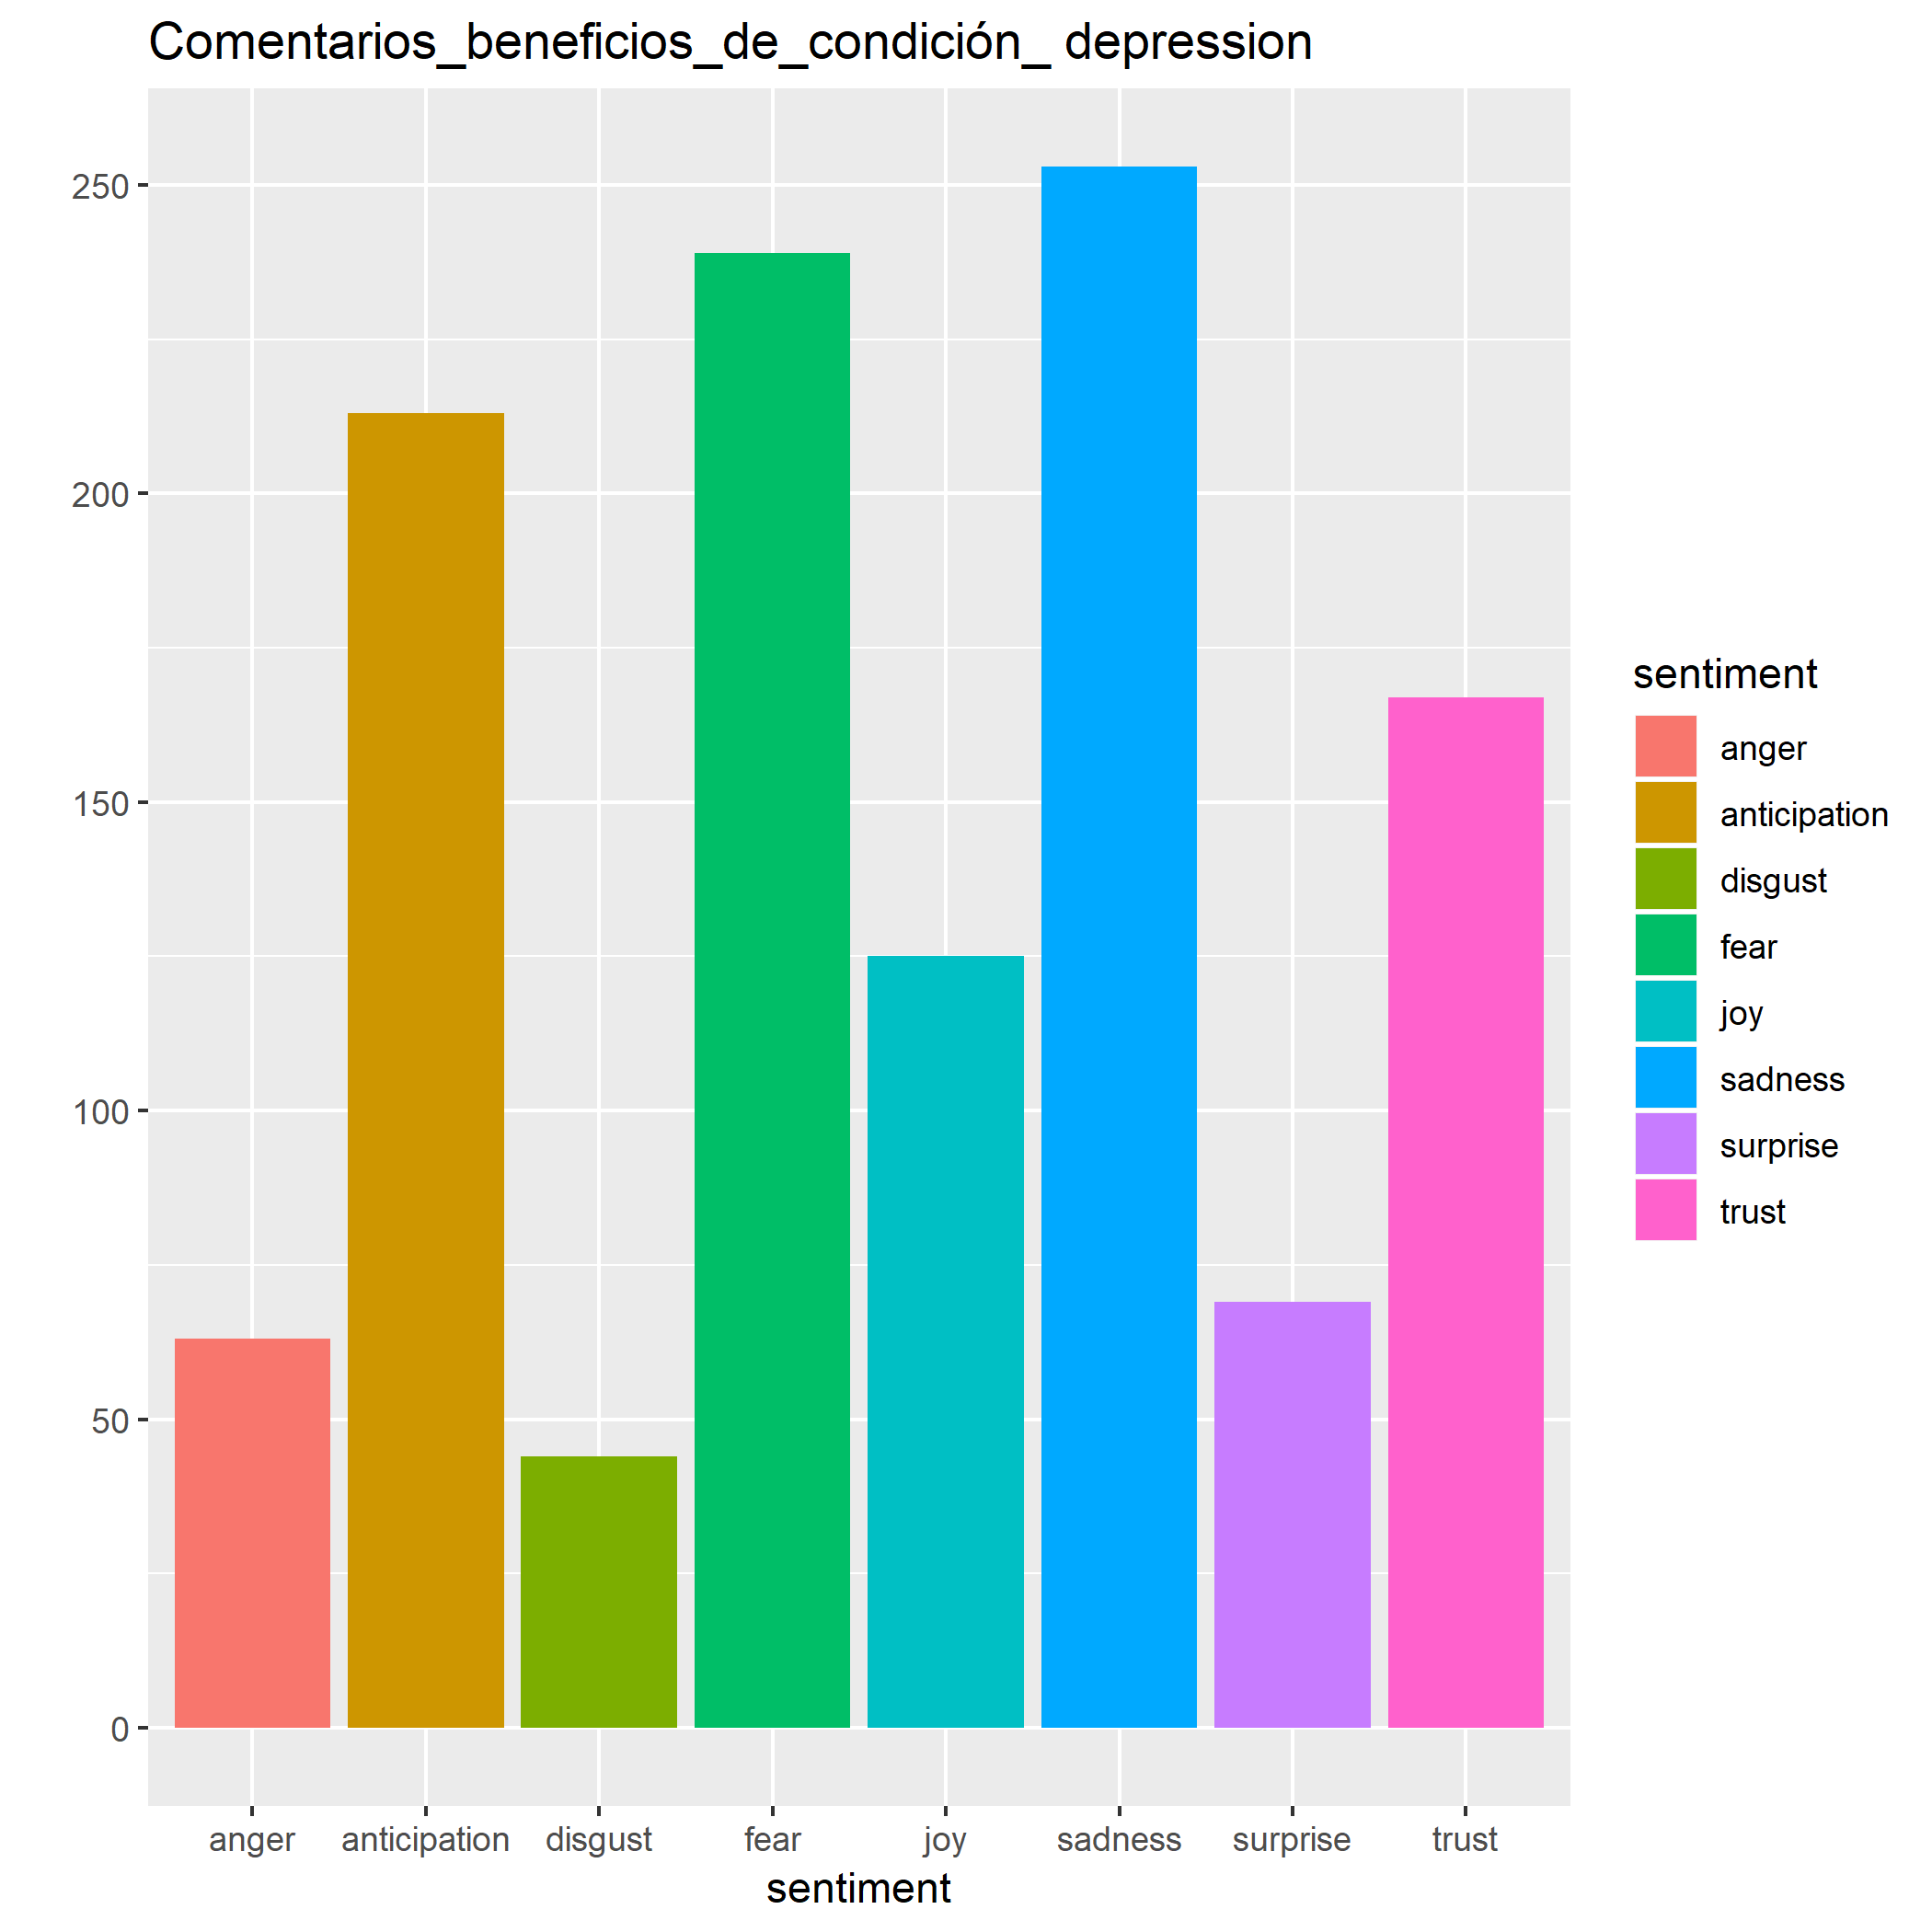 Comentarios_beneficios_de_condición_ depression
250
200
150
100
50
0
anger anticipation disgust fear joy sadness surprise trust
sentiment
sentiment
anger
anticipation
disgust
fear
joy
sadness
surprise
trust